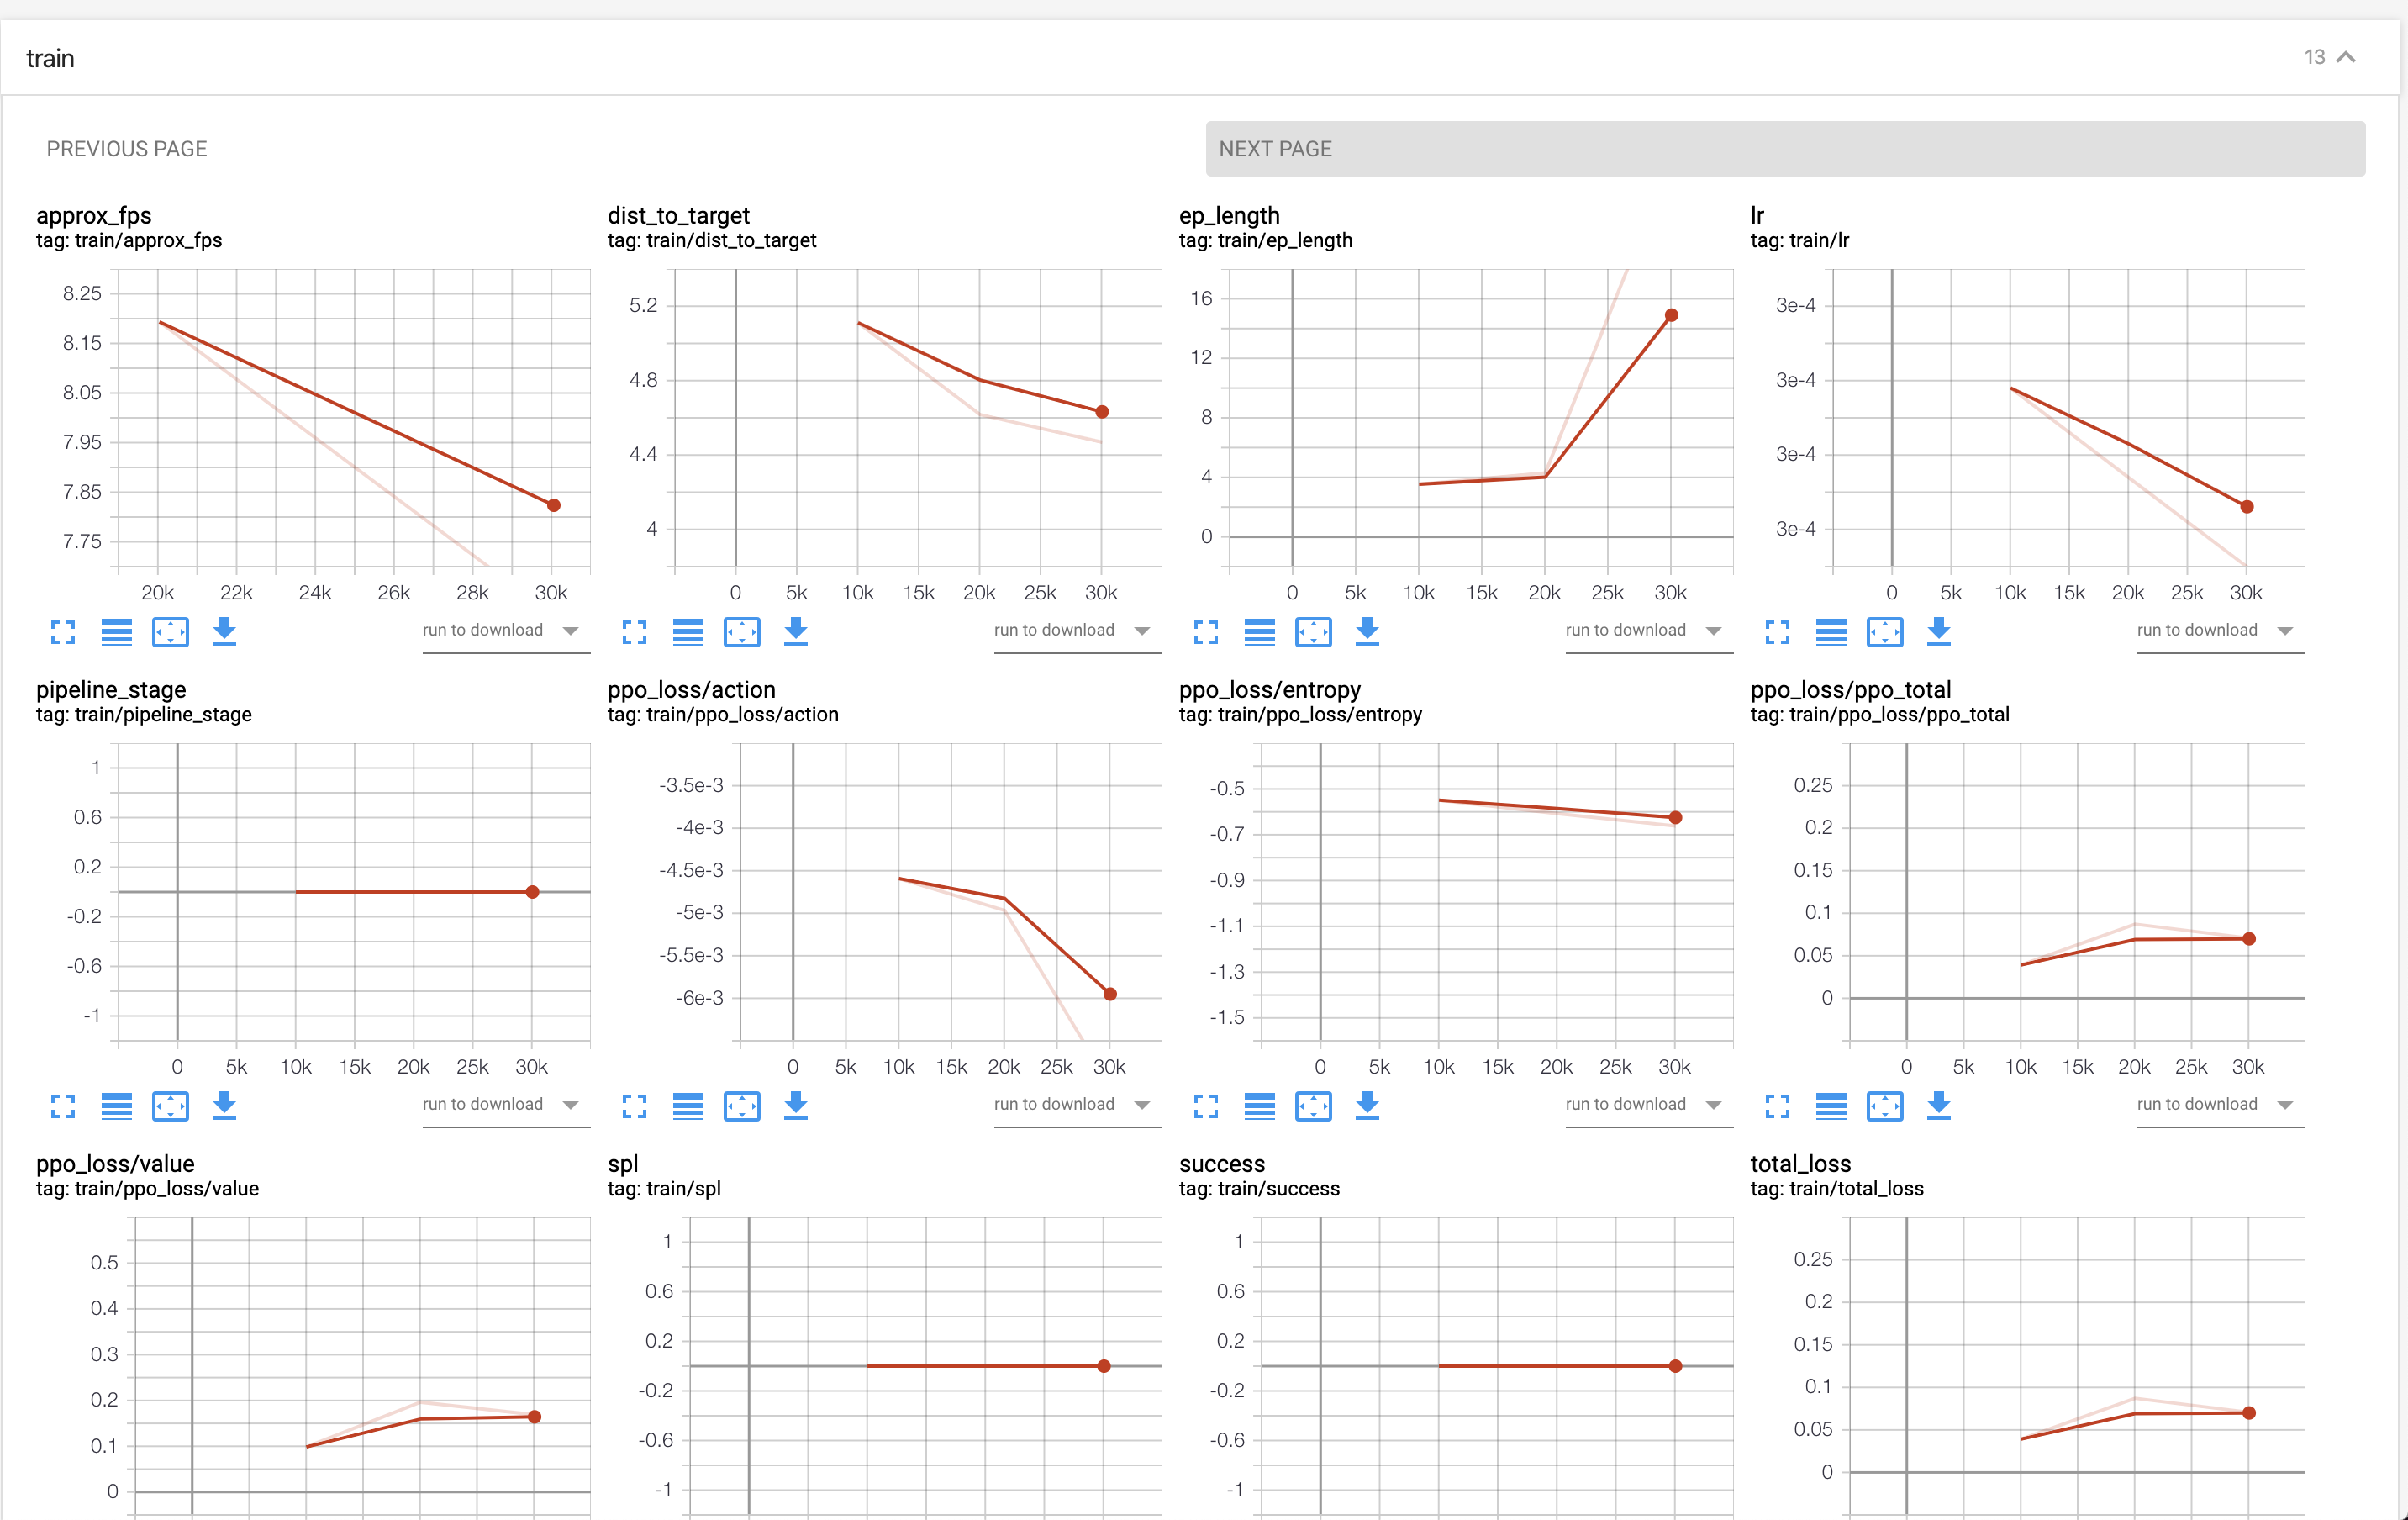 train
13
PREVIOUS PAGE
NEXT PAGE
approx_fps
tag: train/approx_fps
8.25
8.15
8.05
7.95
7.85
7.75
20k 22k 24k 26k 28k 30k
run to download
dist_to_target
tag: train/dist_to_target
5.2
4.8
4.4
4
0 5k 10k 15k 20k 25k 30k
run to download
ep_length
tag: train/ep_length
16
12
8
4
0
0 5k 10k 15k 20k 25k 30k
run to download
lr
tag: train/lr
3e-4
3e-4
3e-4
3e-4
0 5k 10k 15k 20k 25k 30k
run to download
pipeline_stage
tag: train/pipeline_stage
1
0.6
0.2
-0.2
-0.6
-1
0 5k 10k 15k 20k 25k 30k
run to download
ppo_loss/action
tag: train/ppo_loss/action
-3.5e-3
-4e-3
-4.5e-3
-5e-3
-5.5e-3
-6e-3
0 5k 10k 15k 20k 25k 30k
run to download
ppo_loss/entropy
tag: train/ppo_loss/entropy
-0.5
-0.7
-0.9
-1.1
-1.3
-1.5
0 5k 10k 15k 20k 25k 30k
run to download
ppo_loss/ppo_total
tag: train/ppo_loss/ppo_total
0.25
0.2
0.15
0.1
0.05
0
0 5k 10k 15k 20k 25k 30k
run to download
ppo_loss/value
tag: train/ppo_loss/value
0.5
0.4
0.3
0.2
0.1
0
spl
tag: train/spl
1
0.6
0.2
-0.2
-0.6
-1
success
tag: train/success
1
0.6
0.2
-0.2
-0.6
-1
total_loss
tag: train/total_loss
0.25
0.2
0.15
0.1
0.05
0